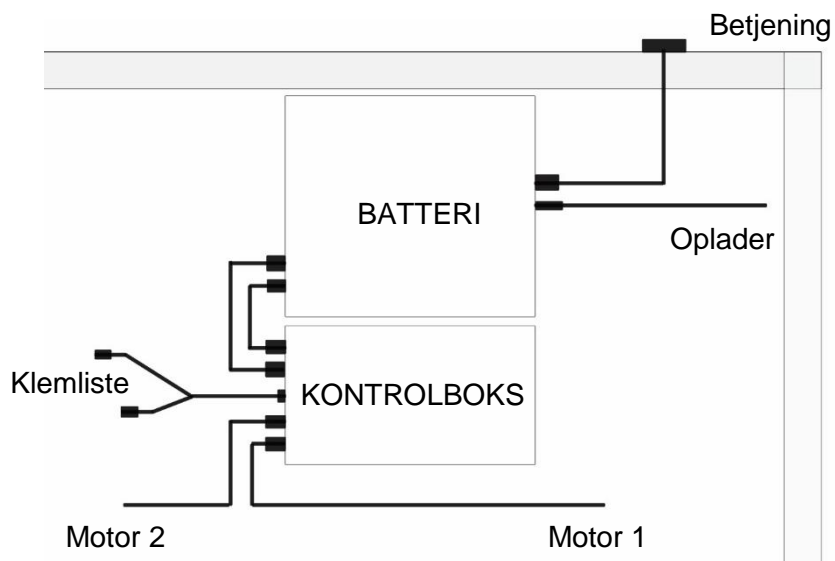 Betjening
BATTERI
Oplader
Klemliste
KONTROLBOKS
Motor 2
Motor 1